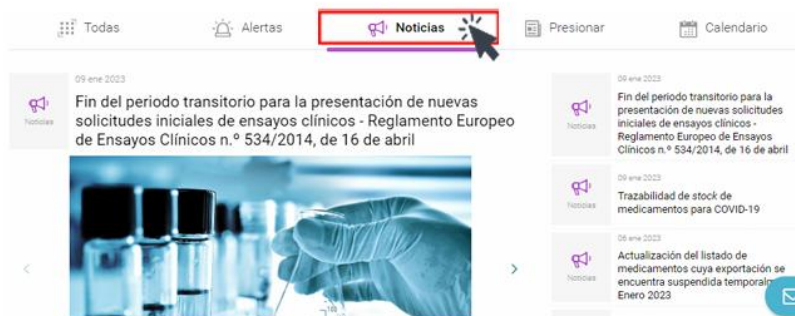 Todas
Alertas
Noticias
Presionar
Calendario
09 ene 2023
Noticias
Fin del periodo transitorio para la presentación de nuevas
solicitudes iniciales de ensayos clínicos - Reglamento Europeo
de Ensayos Clínicos n.º 534/2014, de 16 de abril
09 ene 2023
Noticias
Fin del periodo transitorio para la
presentación de nuevas solicitudes
iniciales de ensayos clínicos -
Reglamento Europeo de Ensayos
Clínicos n.º 534/2014, de 16 de abril
09 ene 2023
Noticias
Trazabilidad de stock de
medicamentos para COVID-19
06 ene 2023
Noticias
Actualización del listado de
medicamentos cuya exportación se
encuentra suspendida
Enero 2023